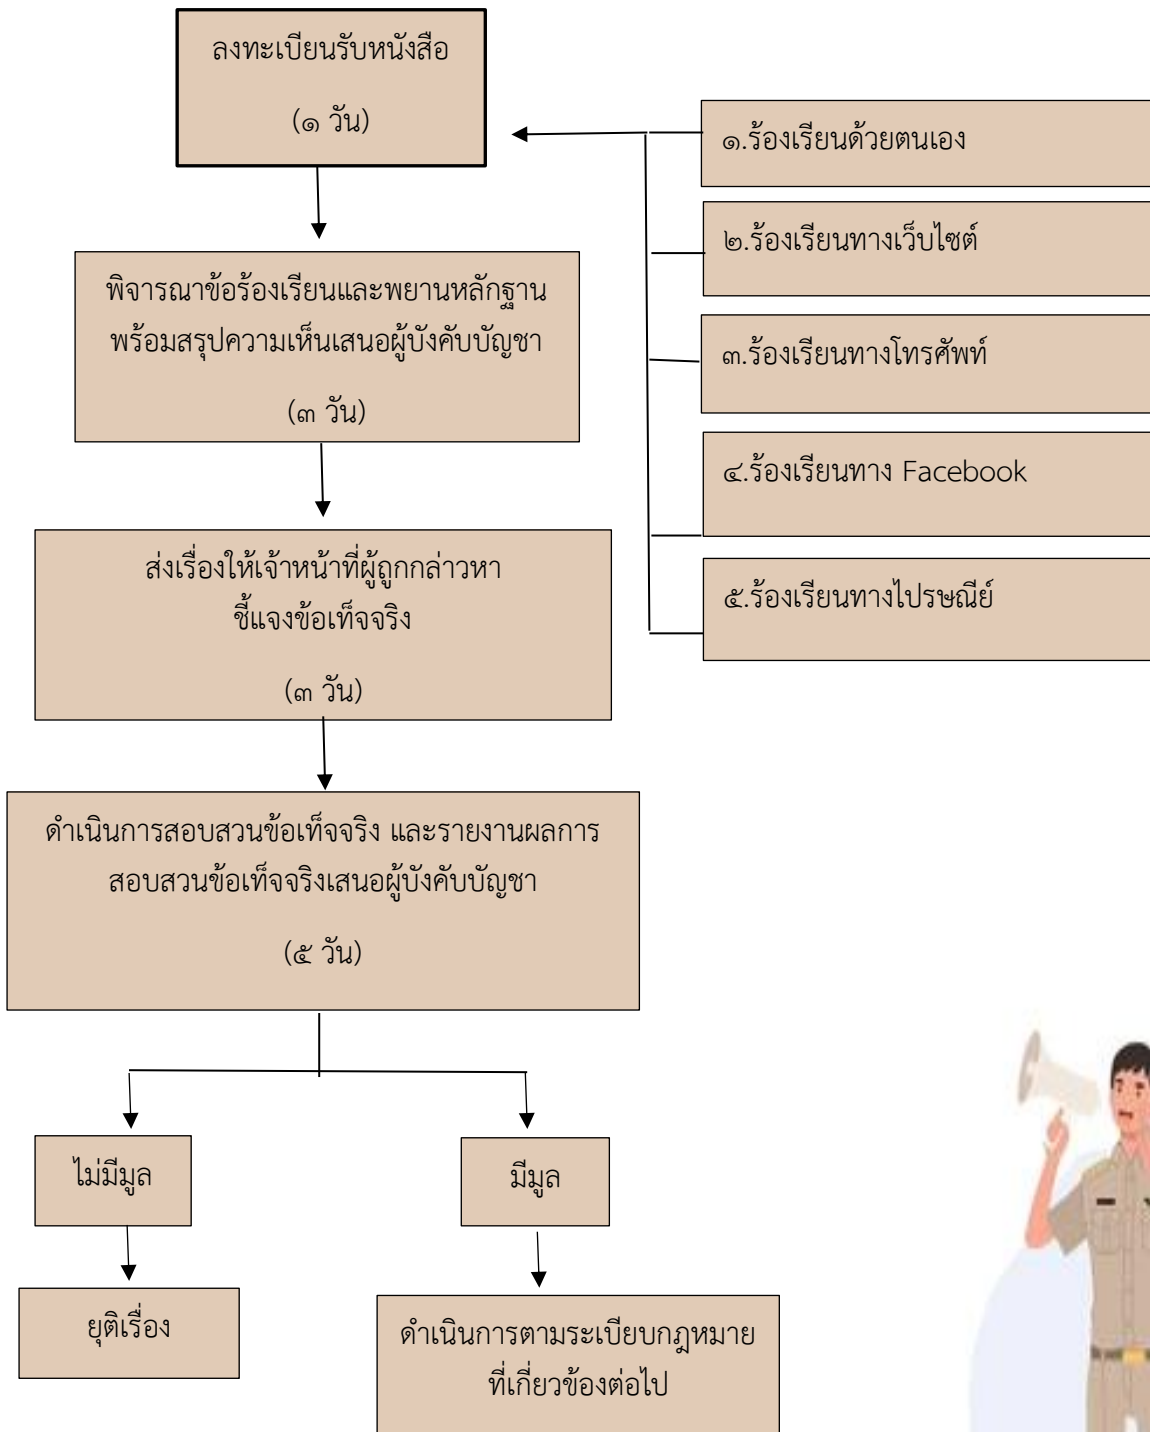 ลงทะเบียนรับหนังสือ
(๑ วัน)
๑.ร้องเรียนด้วยตนเอง
๒.ร้องเรียนทางเว็บไซต์
๓.ร้องเรียนทางโทรศัพท์
๔.ร้องเรียนทาง Facebook
๕.ร้องเรียนทางไปรษณีย์
พิจารณาข้อร้องเรียนและพยานหลักฐาน
พร้อมสรุปความเห็นเสนอผู้บังคับบัญชา
(๓ วัน)
ส่งเรื่องให้เจ้าหน้าที่ผู้ถูกกล่าวหา
ชี้แจงข้อเท็จจริง
(๓ วัน)
ดำเนินการสอบสวนข้อเท็จจริง และรายงานผลการ
สอบสวนข้อเท็จจริงเสนอผู้บังคับบัญชา
(๕ วัน)
ไม่มีมูล
มีมูล
ยุติเรื่อง
ดำเนินการตามระเบียบกฎหมาย
ที่เกี่ยวข้องต่อไป